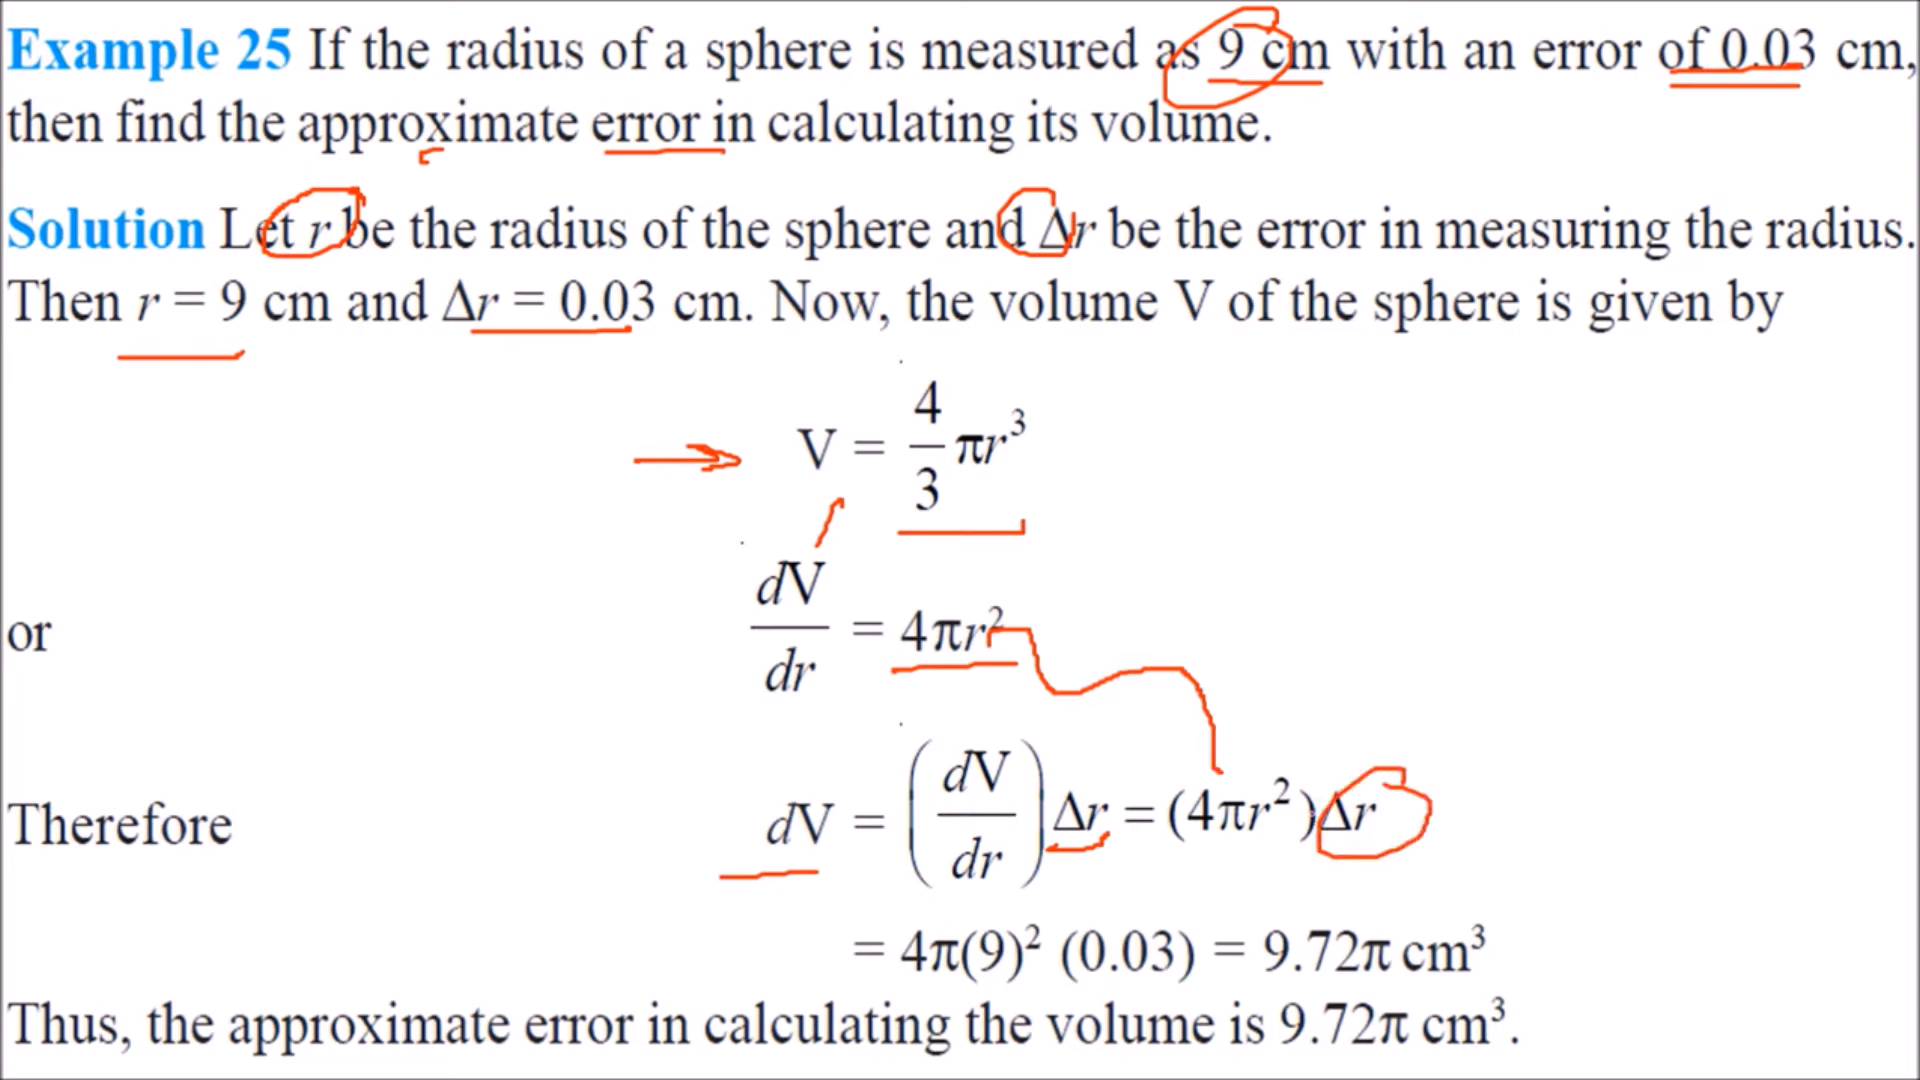 Example 25 If the radius of a sphere is measured as 9 cm with an error of 0.03 cm,
then find the approximate error in calculating its volume.
Solution Let r be the radius of the sphere and Δr be the error in measuring the radius.
Then r = 9 cm and Δr = 0.03 cm. Now, the volume V of the sphere is given by
V = 4/3 πr³
or dV/dr = 4πr²
Therefore dV = (dV/dr) Δr = (4πr²)Δr
= 4π(9)² (0.03) = 9.72π cm³
Thus, the approximate error in calculating the volume is 9.72π cm³.